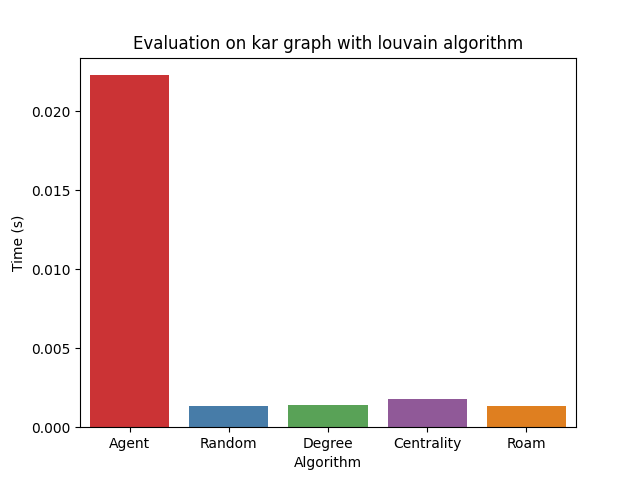 Evaluation on kar graph with louvain algorithm
Time (s)
0.020
0.015
0.010
0.005
0.000
Agent Random Degree Centrality Roam
Algorithm